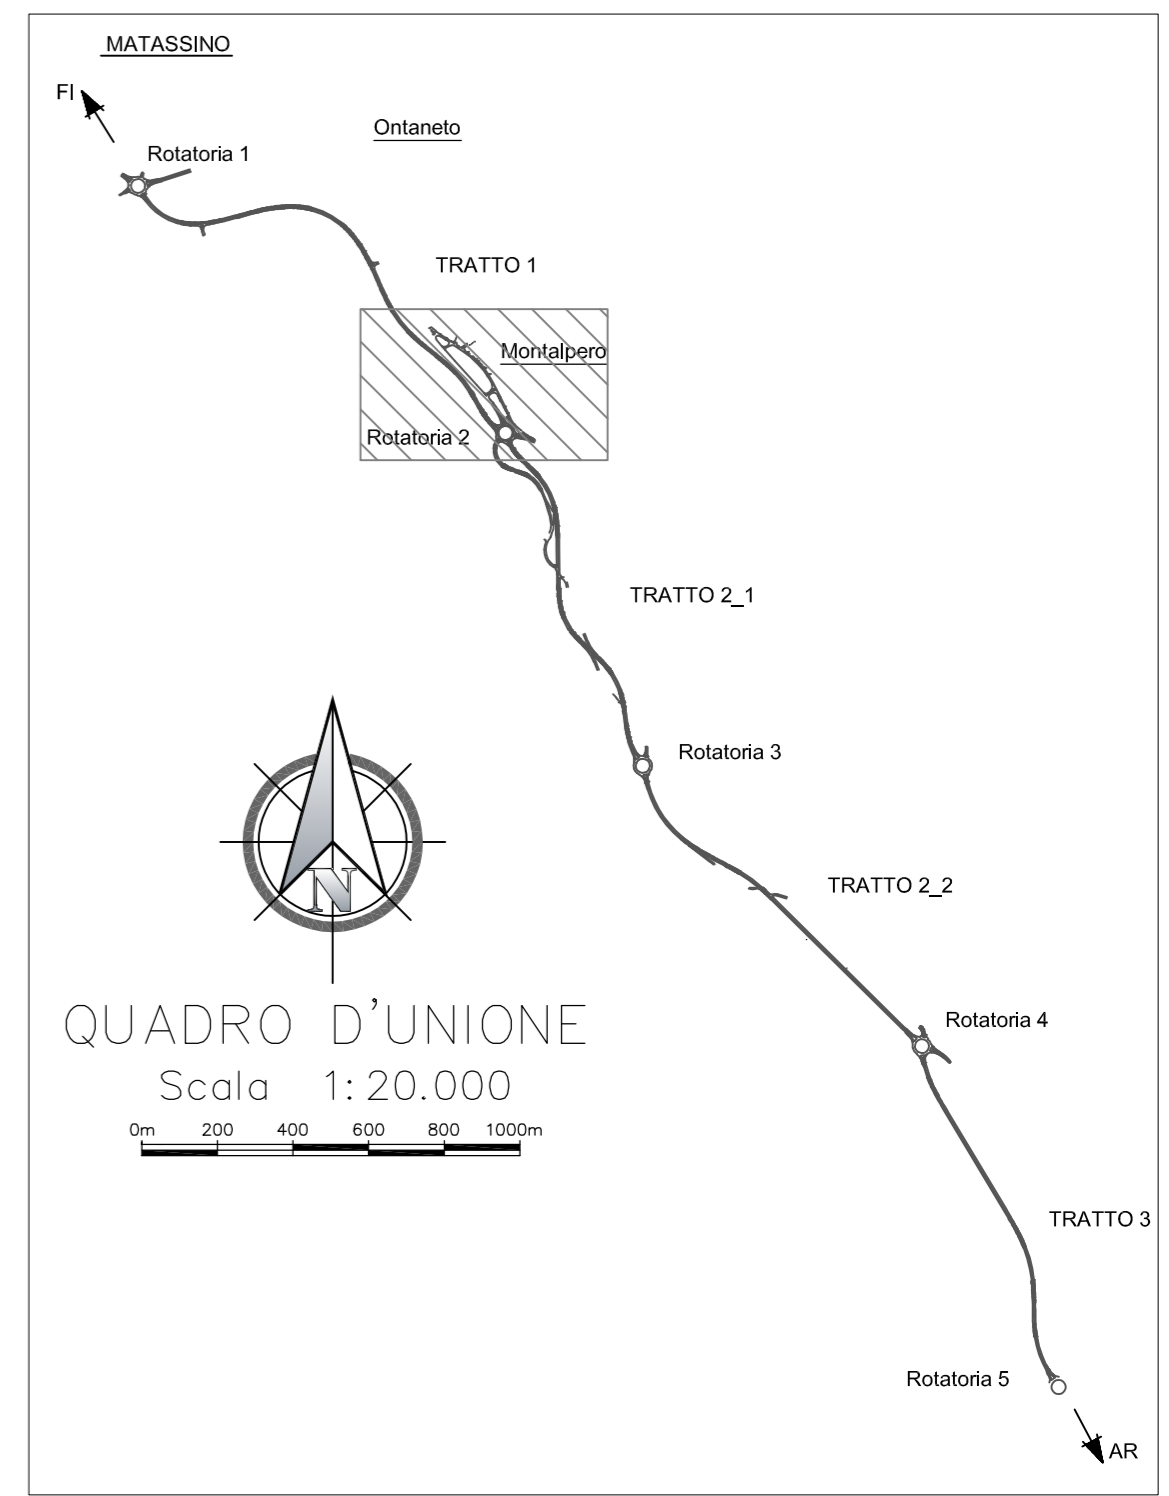 MATASSINO
FI
Ontaneto
Rotatoria 1
TRATTO 1
Montalpero
Rotatoria 2
TRATTO 2_1
Rotatoria 3
TRATTO 2_2
N
QUADRO D'UNIONE
Rotatoria 4
Scala 1:20.000
0m 200 400 600 800 1000m
TRATTO 3
Rotatoria 5
AR